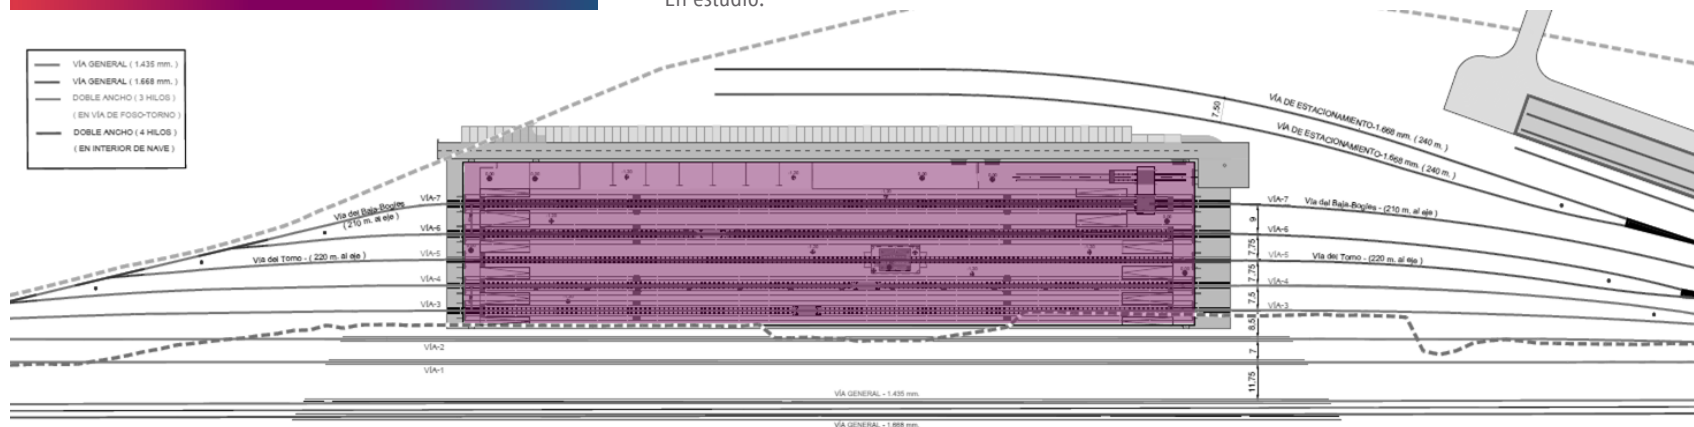 En estudio.
VÍA GENERAL ( 1.435 mm. )
VÍA GENERAL ( 1.668 mm. )
DOBLE ANCHO ( 3 HILOS )
( EN VÍA DE FOSO-TORNO )
DOBLE ANCHO ( 4 HILOS )
( EN INTERIOR DE NAVE )
7,50
VÍA DE ESTACIONAMIENTO-1.668 mm. ( 240 m. )
VÍA DE ESTACIONAMIENTO-1.668 mm. ( 240 m. )
VÍA-7
Vía del Baja-Bogies
( 210 m. al eje )
VÍA-6
VÍA-5
Vía del Torno - ( 220 m. al eje )
VÍA-4
VÍA-3
VÍA-7
Vía del Baja-Bogies - (210 m. al eje )
9
VÍA-6
7,75
VÍA-5
Vía del Torno - (220 m. al eje )
7,75
VÍA-4
7,5
VÍA-3
8,5
VÍA-2
7
VÍA-1
11,75
VÍA GENERAL - 1.435 mm.
VÍA GENERAL - 1.668 mm.